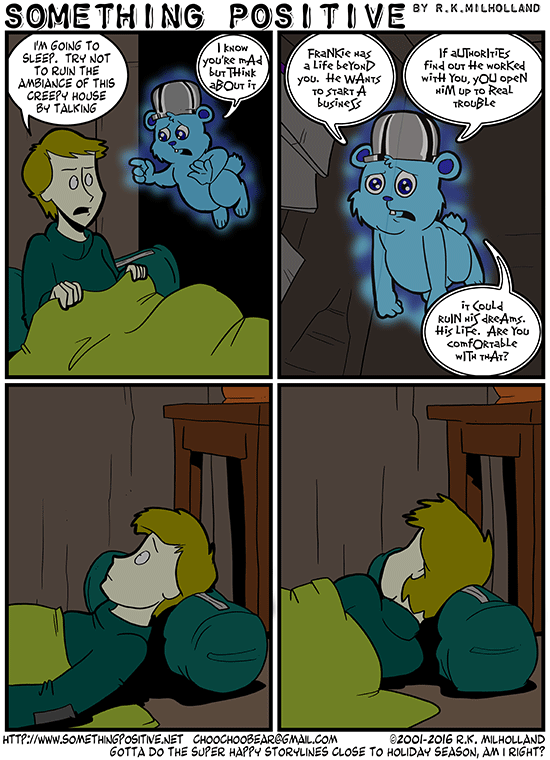 SOMETHING POSITIVE BY R.K.MILHOLLAND
I'M GOING TO
SLEEP. TRY NOT
TO RUIN THE
AMBIANCE OF THIS
CREEPY HOUSE
BY TALKING
I KNOW
you're mAd
but THiNk
aBOut iT
FRaNKie HAS
a Life beYoND
you. He WAnTS
TO sTARt A
busineSS
If aUTHoRiTiEs
find out He worKed
wiTH You, yOU opeN
HiM up to Real
TRouBLe
iT COuLd
RuIN HiS dReAms.
His LiFe. ARe You
comfORTabLe
wiTH THAT?
HTTP://WWW.SOMETHINGPOSITIVE.NET CHOOCHOOBEAR@GMAIL.COM ©2001-2016 R.K. MILHOLLAND
GOTTA DO THE SUPER HAPPY STORYLINES CLOSE TO HOLIDAY SEASON, AM I RIGHT?